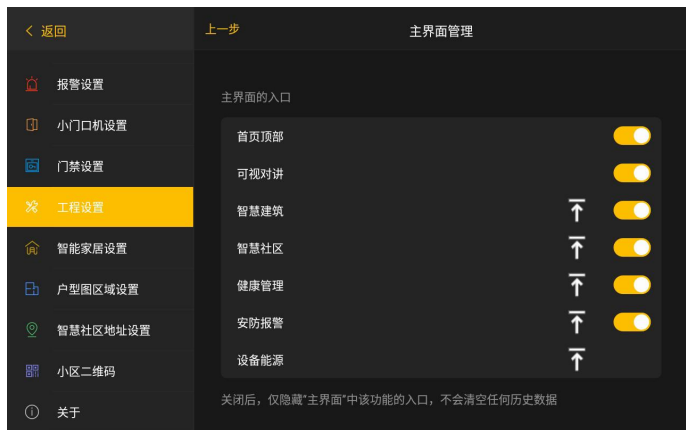 返回
上一步
主界面管理
报警设置
小门口机设置
门禁设置
工程设置
智能家居设置
户型图区域设置
智慧社区地址设置
小区二维码
关于
主界面的入口
首页顶部
可视对讲
智慧建筑
智慧社区
健康管理
安防报警
设备能源
关闭后，仅隐藏“主界面”中该功能的入口，不会清空任何历史数据